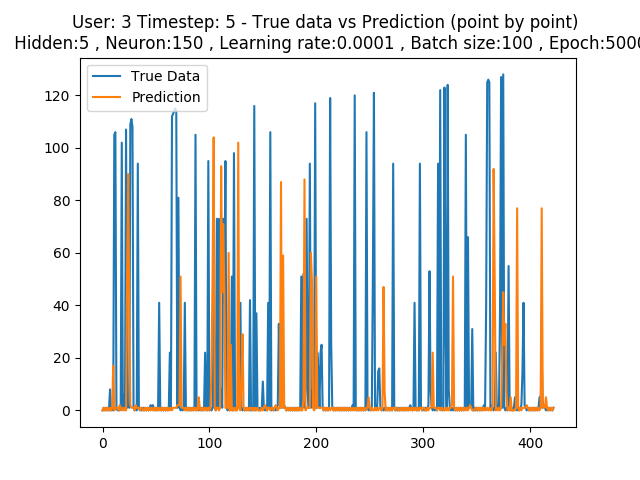 User: 3 Timestep: 5 - True data vs Prediction (point by point)
Hidden:5 , Neuron:150 , Learning rate:0.0001 , Batch size:100 , Epoch:5000
True Data
Prediction
120
100
80
60
40
20
0
0 100 200 300 400